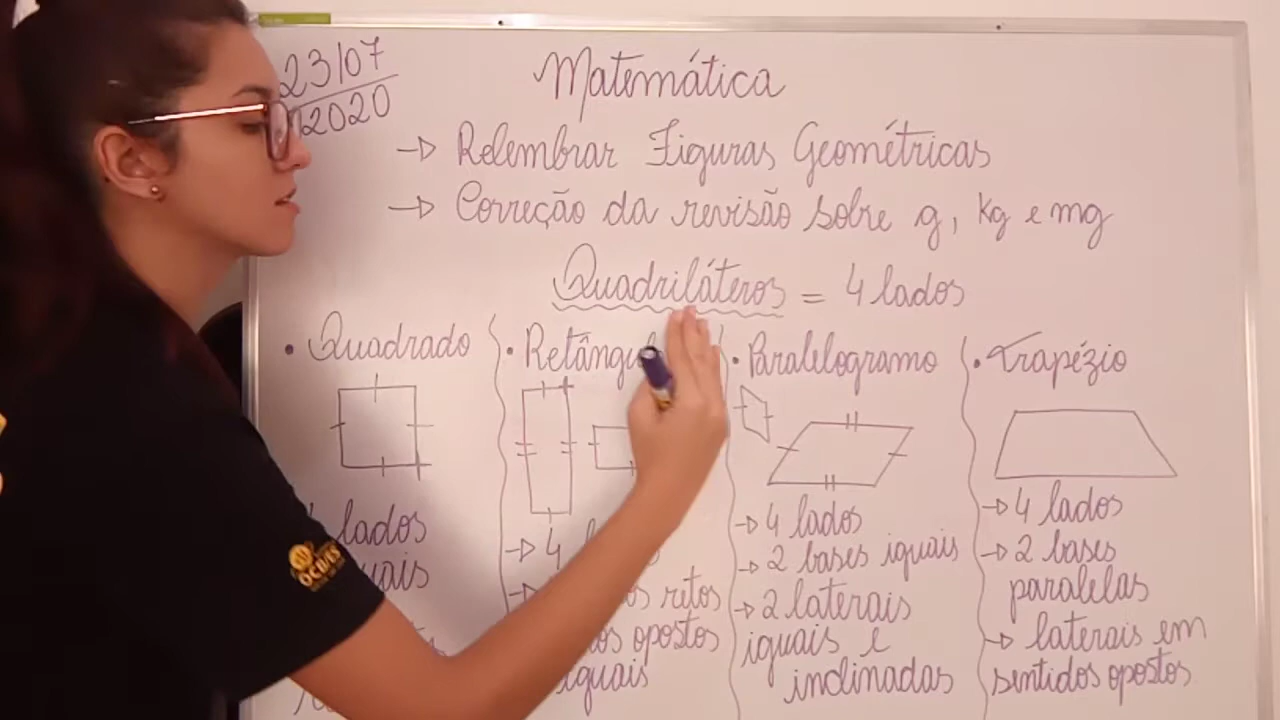 23/07
2020
Matemática
→ Relembrar Figuras Geométricas
→ Correção da revisão sobre g, kg e mg
Quadriláteros = 4 lados
• Quadrado
lados
• Retângu
→ 4
retos
opostos
iguais
• Paralelogramo
→ 4 lados
→ 2 bases iguais
→ 2 laterais
iguais e
inclinadas
• Trapézio
→ 4 lados
→ 2 bases
paralelas
→ laterais em
sentidos opostos